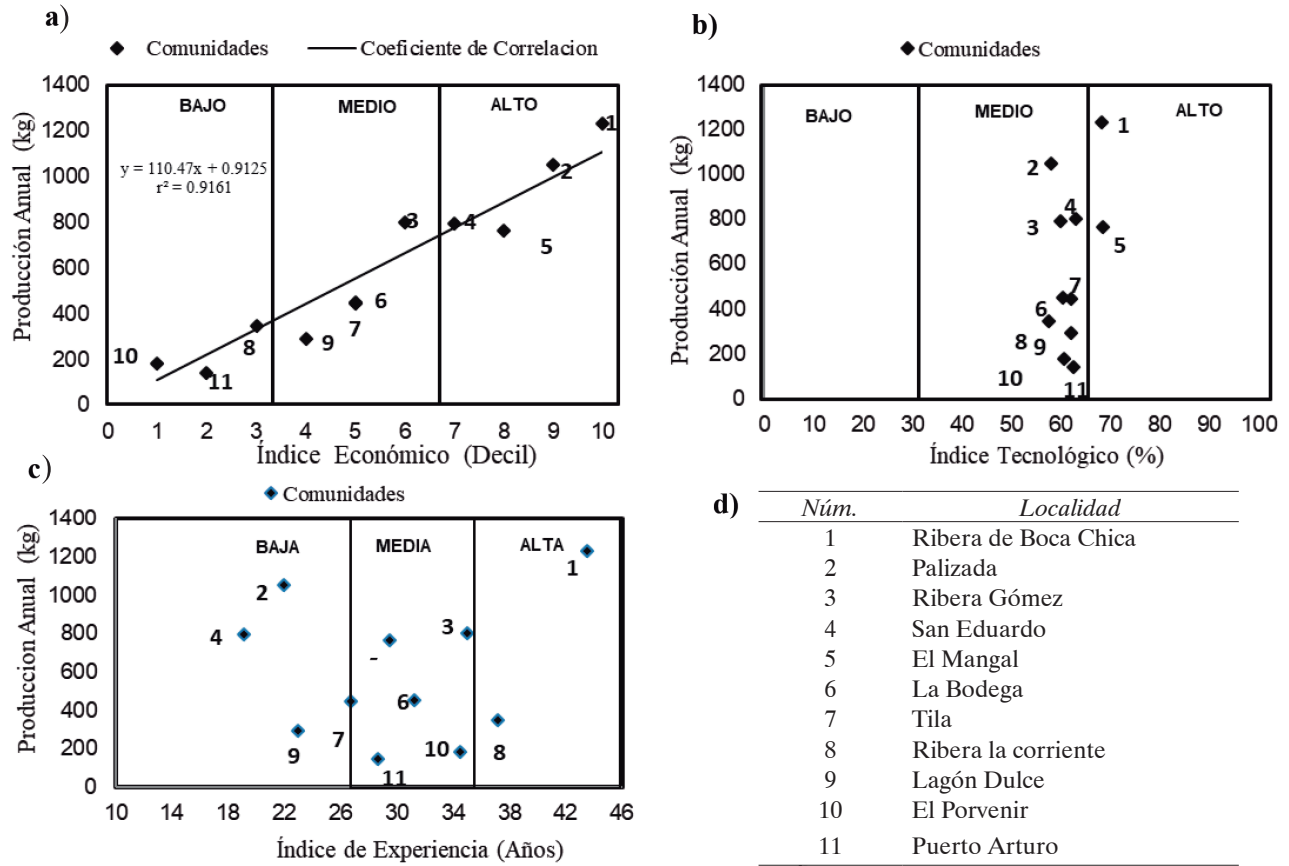 a)
Comunidades Coeficiente de Correlacion
1400
1200
1000
800
600
400
200
0
Producción Anual (kg)
BAJO MEDIO ALTO
y = 110.47x + 0.9125
r² = 0.9161
1
2
3
4
5
6
7
8
9
10
11
0 1 2 3 4 5 6 7 8 9 10
Índice Económico (Decil)
b)
Comunidades
1400
1200
1000
800
600
400
200
0
Producción Anual (kg)
BAJO MEDIO ALTO
1
2
4
3
5
7
6
8
9
10
11
0 10 20 30 40 50 60 70 80 90 100
Índice Tecnológico (%)
c)
Comunidades
1400
1200
1000
800
600
400
200
0
Produccion Anual (kg)
BAJA MEDIA ALTA
1
2
3
4
-
6
7
8
9
10
11
10 14 18 22 26 30 34 38 42 46
Índice de Experiencia (Años)
d)
Núm. Localidad
1 Ribera de Boca Chica
2 Palizada
3 Ribera Gómez
4 San Eduardo
5 El Mangal
6 La Bodega
7 Tila
8 Ribera la corriente
9 Lagón Dulce
10 El Porvenir
11 Puerto Arturo